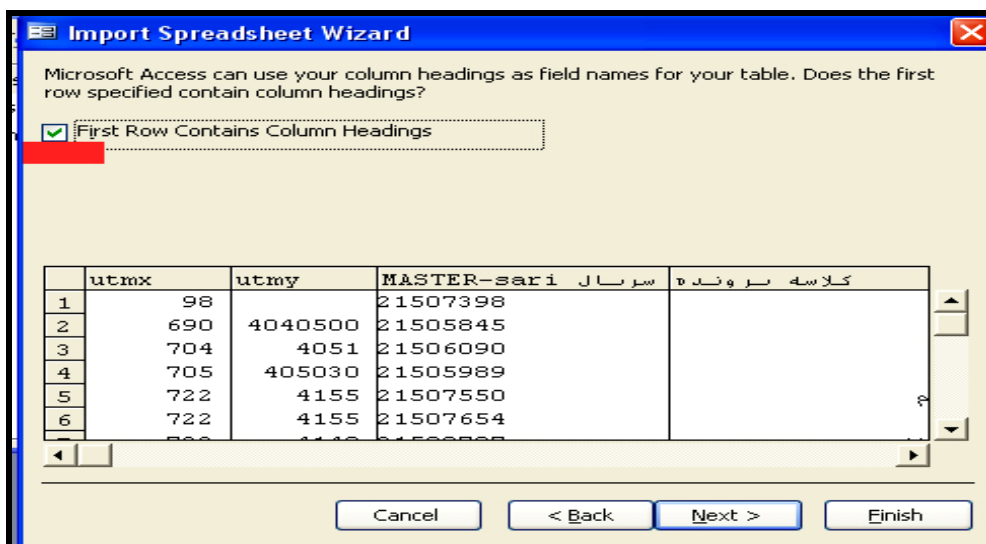 Import Spreadsheet Wizard
Microsoft Access can use your column headings as field names for your table. Does the first
row specified contain column headings?
First Row Contains Column Headings
utmx utmy MASTER-sari سریال کلاسه پرونده
1 98 21507398
2 690 4040500 21505845
3 704 4051 21506090
4 705 405030 21505989
5 722 4155 21507550 م
6 722 4155 21507654
Cancel < Back Next > Finish